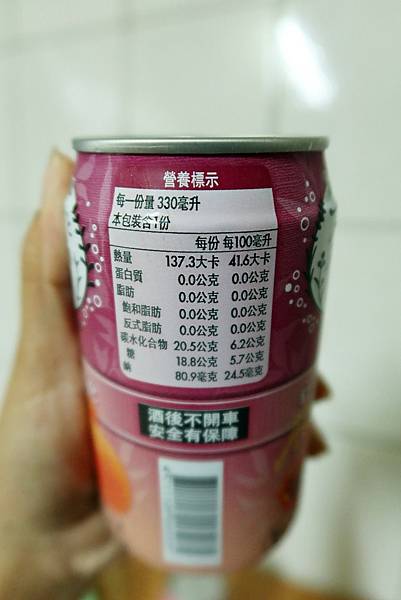 營養標示
每一份量 330毫升
本包裝含1份
每份 每100毫升
熱量 137.3大卡 41.6大卡
蛋白質 0.0公克 0.0公克
脂肪 0.0公克 0.0公克
飽和脂肪 0.0公克 0.0公克
反式脂肪 0.0公克 0.0公克
碳水化合物 20.5公克 6.2公克
糖 18.8公克 5.7公克
鈉 80.9毫克 24.5毫克
酒後不開車
安全有保障